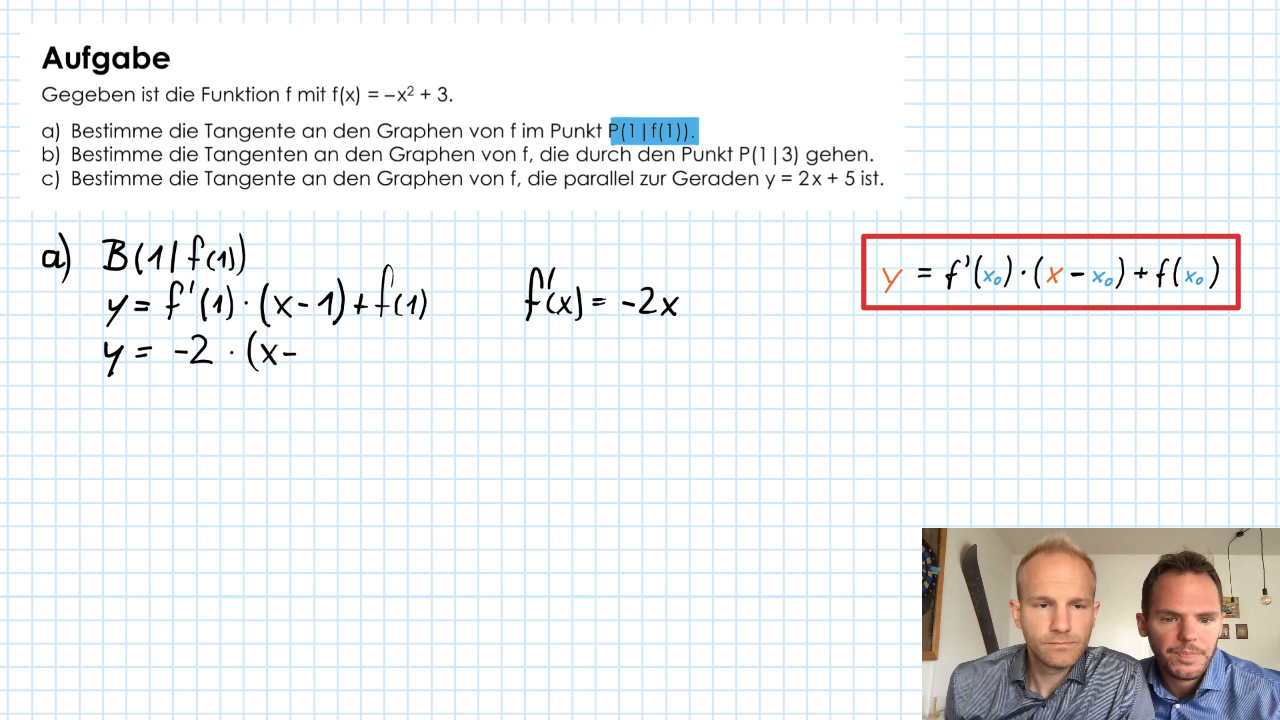 Aufgabe
Gegeben ist die Funktion f mit f(x) = –x² + 3.
a) Bestimme die Tangente an den Graphen von f im Punkt P(1|f(1)).
b) Bestimme die Tangenten an den Graphen von f, die durch den Punkt P(1|3) gehen.
c) Bestimme die Tangente an den Graphen von f, die parallel zur Geraden y = 2x + 5 ist.
a) B(1|f(1))
y = f'(1) · (x-1) + f(1)
f'(x) = -2x
y = -2 · (x-
y = f'(x₀) · (x - x₀) + f(x₀)